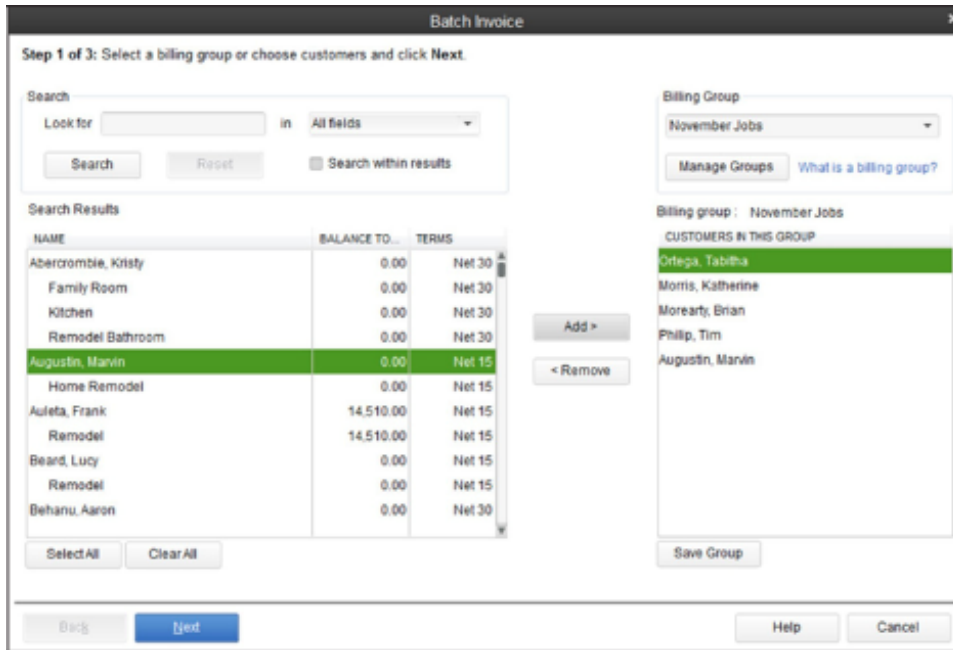 Batch Invoice
Step 1 of 3: Select a billing group or choose customers and click Next.
Search
Look for in All fields
Search Reset Search within results
Billing Group
November Jobs
Manage Groups What is a billing group?
Search Results
NAME BALANCE TO... TERMS
Abercrombie, Kristy 0.00 Net 30
Family Room 0.00 Net 30
Kitchen 0.00 Net 30
Remodel Bathroom 0.00 Net 30
Augustin, Marvin 0.00 Net 15
Home Remodel 0.00 Net 15
Auleta, Frank 14,510.00 Net 15
Remodel 14,510.00 Net 15
Beard, Lucy 0.00 Net 15
Remodel 0.00 Net 15
Behanu, Aaron 0.00 Net 30
Select All Clear All
Add >
< Remove
Billing group : November Jobs
CUSTOMERS IN THIS GROUP
Ortega, Tabitha
Morris, Katherine
Morearty, Brian
Philip, Tim
Augustin, Marvin
Save Group
Back Next Help Cancel